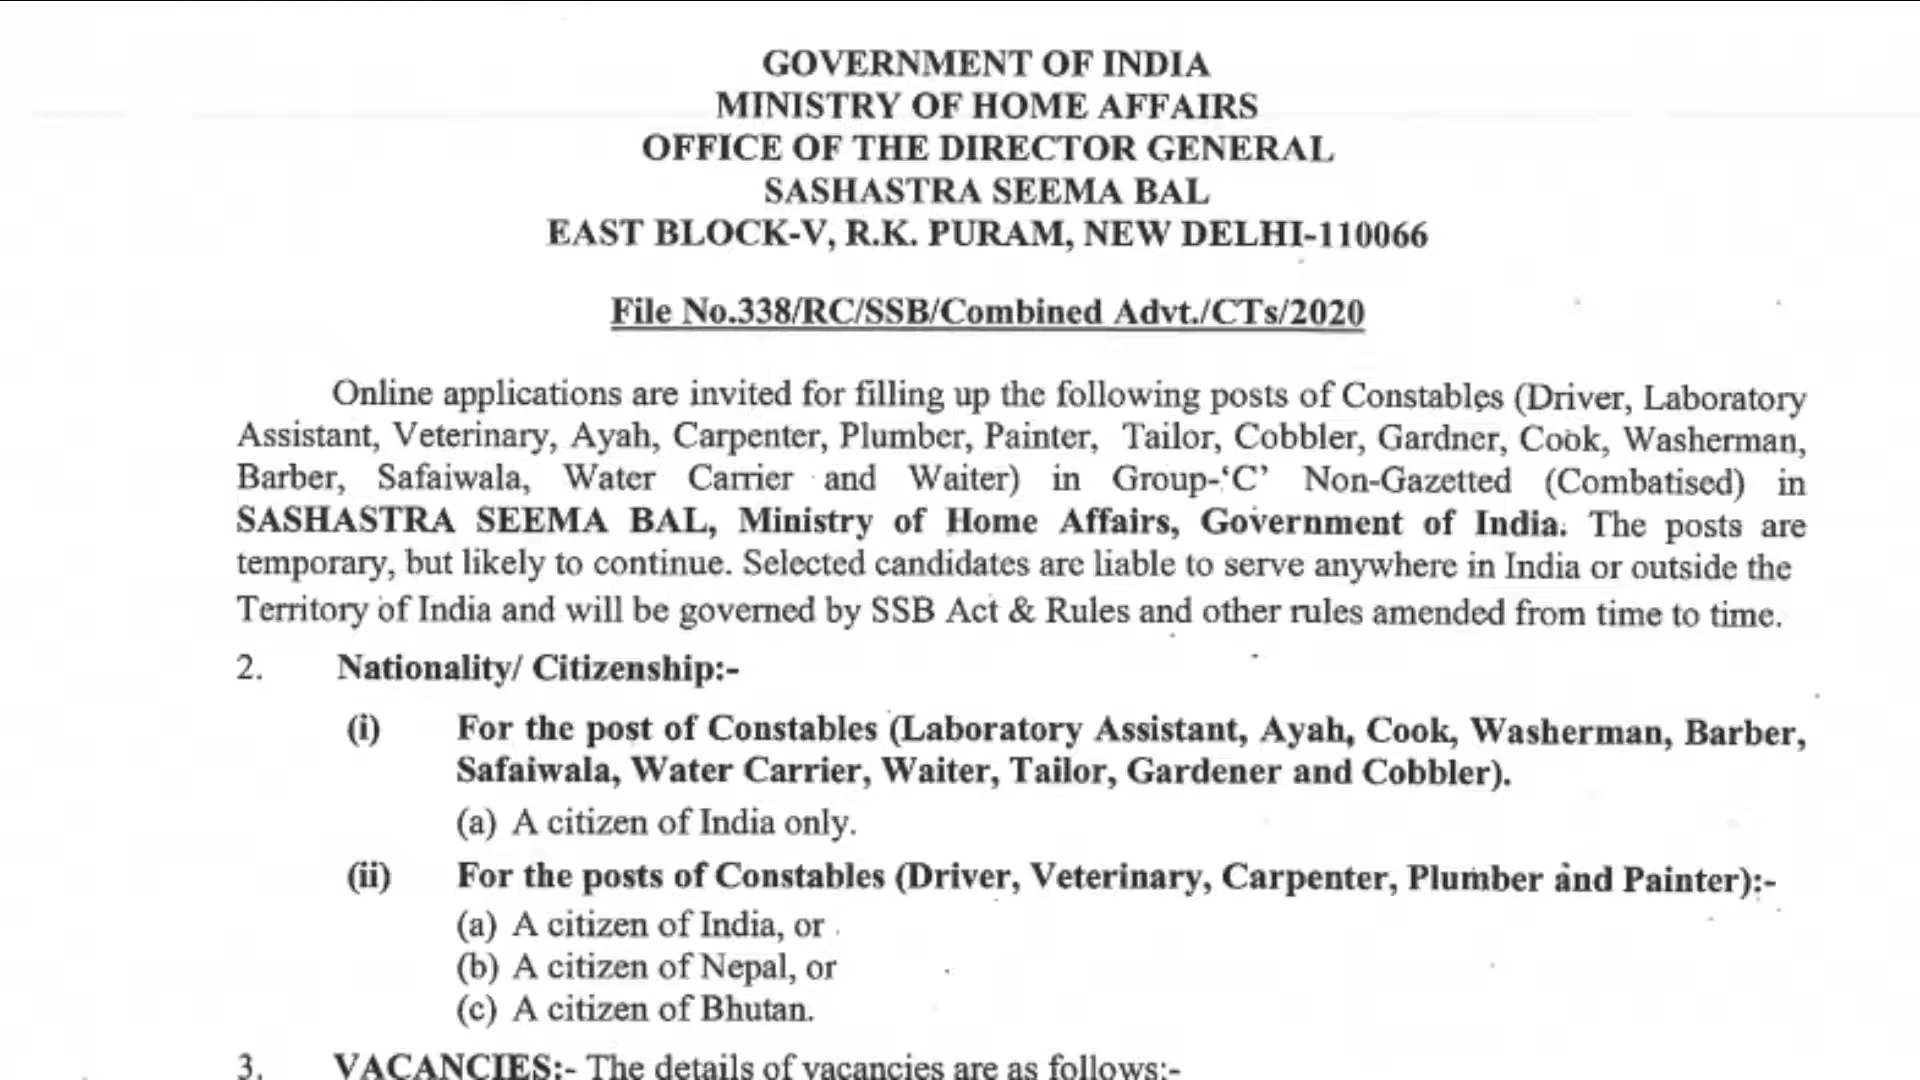 GOVERNMENT OF INDIA
MINISTRY OF HOME AFFAIRS
OFFICE OF THE DIRECTOR GENERAL
SASHASTRA SEEMA BAL
EAST BLOCK-V, R.K. PURAM, NEW DELHI-110066
File No.338/RC/SSB/Combined Advt./CTs/2020
Online applications are invited for filling up the following posts of Constables (Driver, Laboratory
Assistant, Veterinary, Ayah, Carpenter, Plumber, Painter, Tailor, Cobbler, Gardner, Cook, Washerman,
Barber, Safaiwala, Water Carrier and Waiter) in Group-‘C’ Non-Gazetted (Combatised) in
SASHASTRA SEEMA BAL, Ministry of Home Affairs, Government of India. The posts are
temporary, but likely to continue. Selected candidates are liable to serve anywhere in India or outside the
Territory of India and will be governed by SSB Act & Rules and other rules amended from time to time.
2. Nationality/ Citizenship:-
(i) For the post of Constables (Laboratory Assistant, Ayah, Cook, Washerman, Barber,
Safaiwala, Water Carrier, Waiter, Tailor, Gardener and Cobbler).
(a) A citizen of India only.
(ii) For the posts of Constables (Driver, Veterinary, Carpenter, Plumber and Painter):-
(a) A citizen of India, or
(b) A citizen of Nepal, or
(c) A citizen of Bhutan.
3. VACANCIES:- The details of vacancies are as follows:-